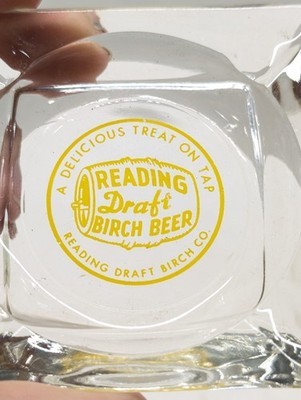 A DELICIOUS TREAT ON TAP
READING
Draft
BIRCH BEER
READING DRAFT BIRCH CO.